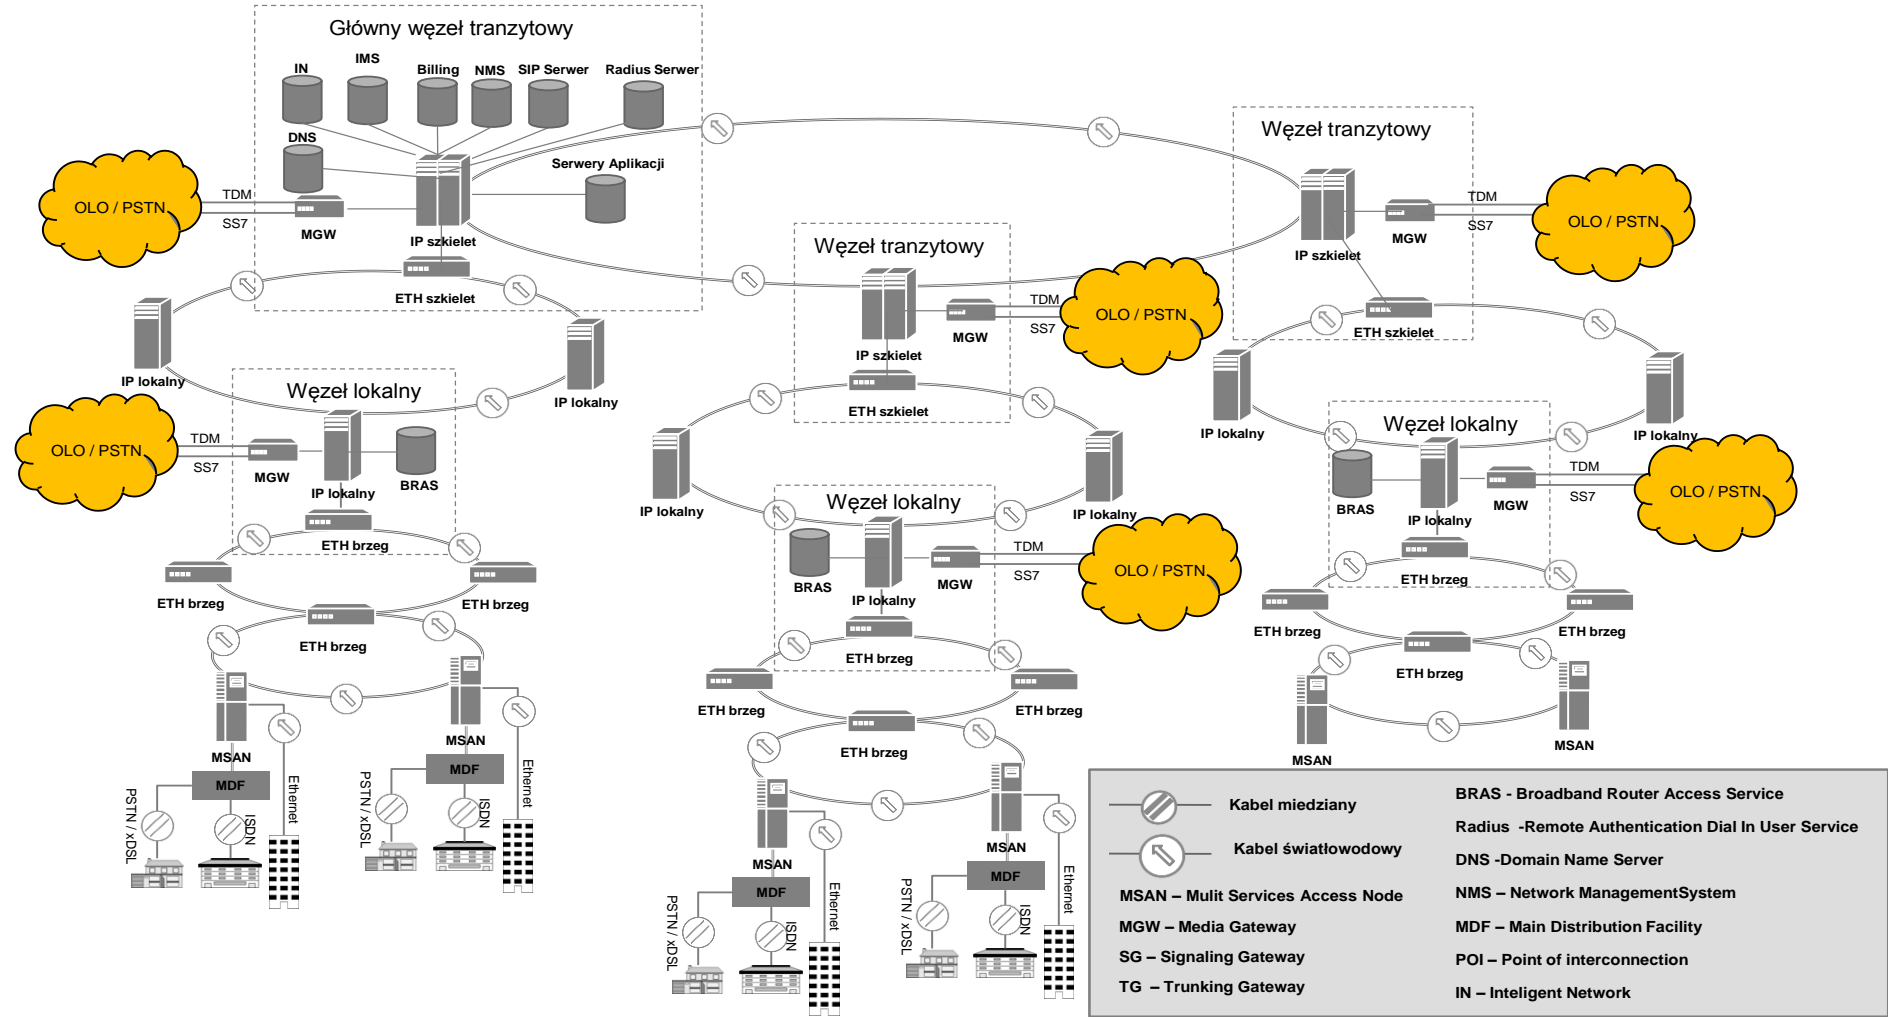 Główny węzeł tranzytowy
IN
IMS
Billing
NMS
SIP Serwer
Radius Serwer
DNS
Serwery Aplikacji
OLO / PSTN
TDM
SS7
MGW
IP szkielet
ETH szkielet
IP lokalny
IP lokalny
Węzeł lokalny
OLO / PSTN
TDM
SS7
MGW
IP lokalny
BRAS
ETH brzeg
ETH brzeg
ETH brzeg
ETH brzeg
MSAN
MSAN
MDF
MDF
PSTN / xDSL
ISDN
Ethernet
PSTN / xDSL
ISDN
Ethernet
Węzeł tranzytowy
IP szkielet
MGW
TDM
SS7
OLO / PSTN
ETH szkielet
IP lokalny
IP lokalny
Węzeł lokalny
BRAS
IP lokalny
MGW
TDM
SS7
OLO / PSTN
ETH brzeg
ETH brzeg
ETH brzeg
ETH brzeg
MSAN
MSAN
MDF
MDF
PSTN / xDSL
ISDN
Ethernet
PSTN / xDSL
ISDN
Ethernet
Węzeł tranzytowy
IP szkielet
MGW
TDM
SS7
OLO / PSTN
ETH szkielet
IP lokalny
IP lokalny
Węzeł lokalny
BRAS
IP lokalny
MGW
TDM
SS7
OLO / PSTN
ETH brzeg
ETH brzeg
ETH brzeg
ETH brzeg
MSAN
MSAN
Kabel miedziany
Kabel światłowodowy
MSAN – Mulit Services Access Node
MGW – Media Gateway
SG – Signaling Gateway
TG – Trunking Gateway
BRAS - Broadband Router Access Service
Radius -Remote Authentication Dial In User Service
DNS -Domain Name Server
NMS – Network ManagementSystem
MDF – Main Distribution Facility
POI – Point of interconnection
IN – Inteligent Network